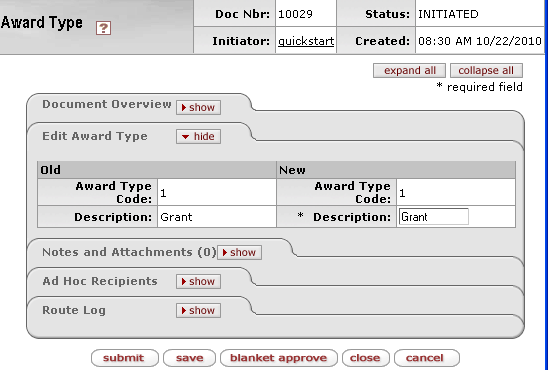 Award Type ?
Doc Nbr: 10029 Status: INITIATED
Initiator: quickstart Created: 08:30 AM 10/22/2010
expand all collapse all
* required field
Document Overview show
Edit Award Type hide
Old New
Award Type Code: 1 Award Type Code: 1
Description: Grant * Description: Grant
Notes and Attachments (0) show
Ad Hoc Recipients show
Route Log show
submit save blanket approve close cancel